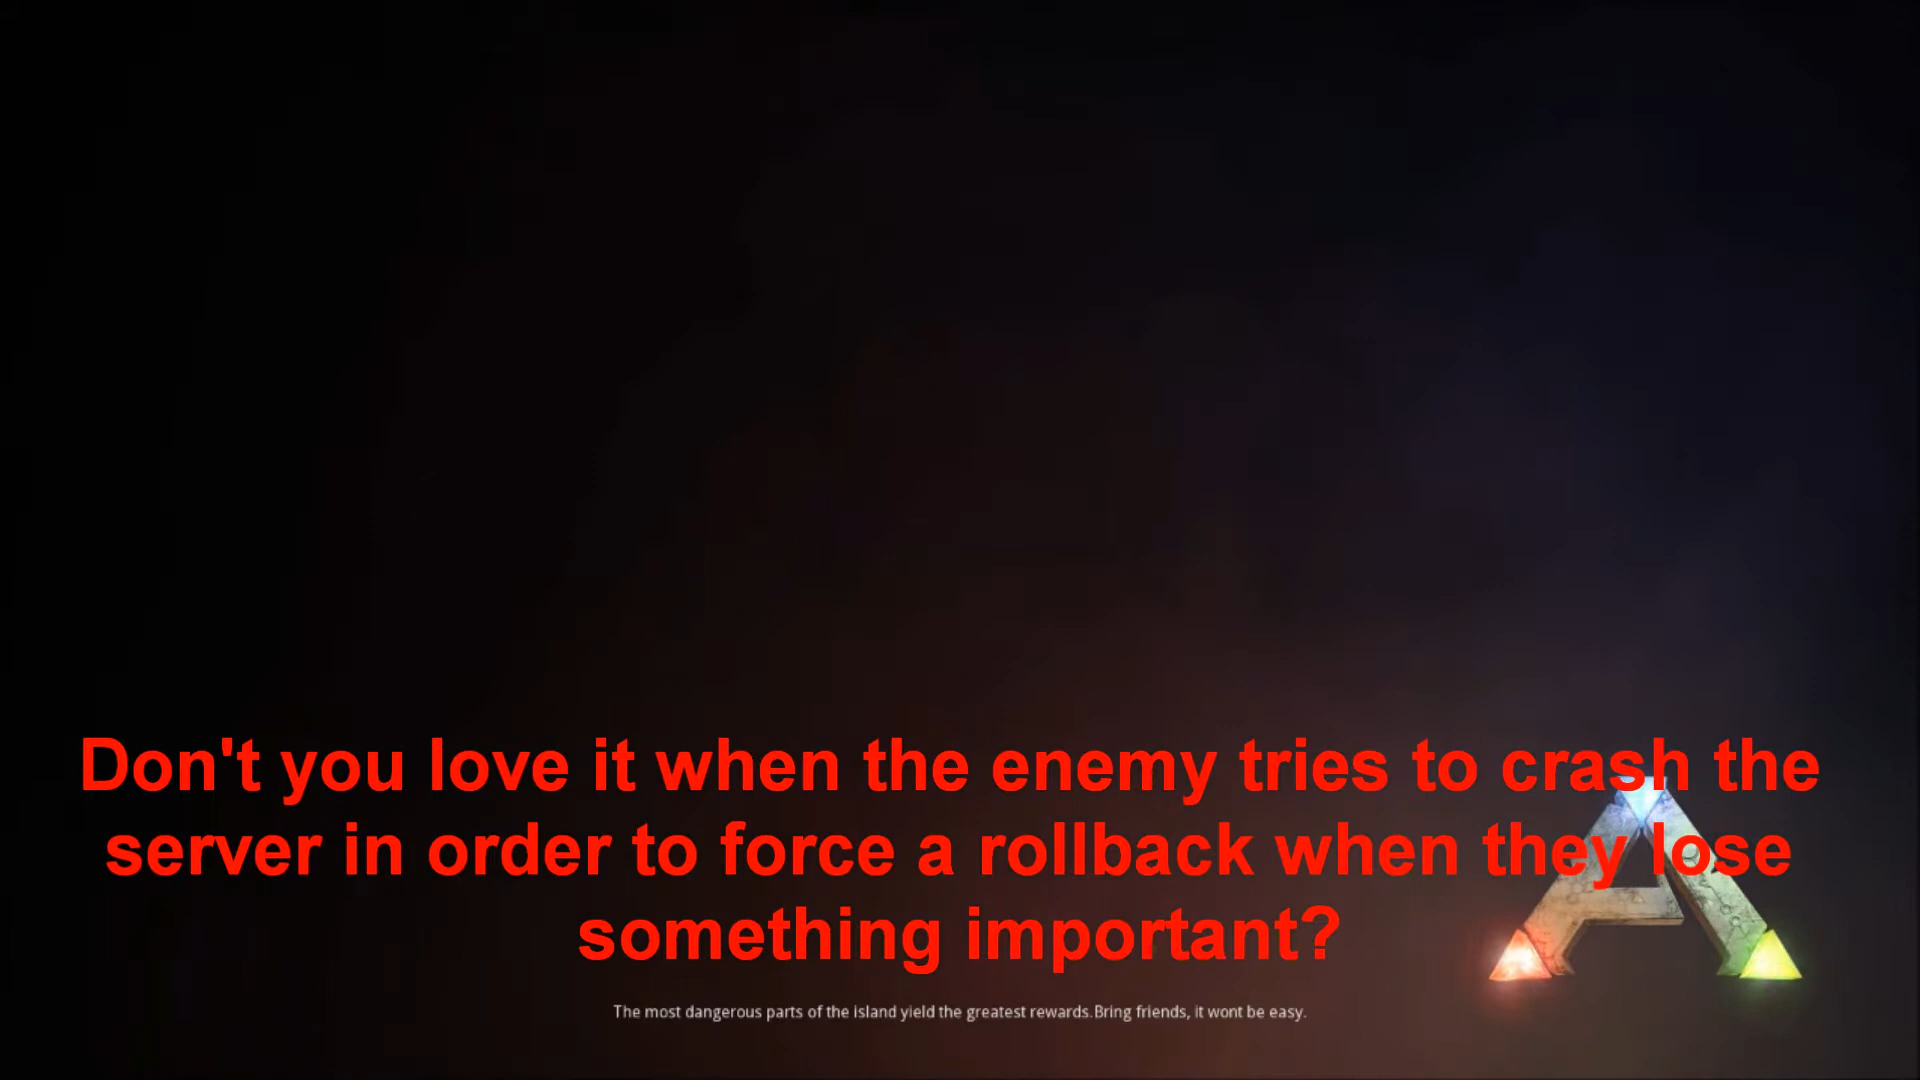 Don't you love it when the enemy tries to crash the
server in order to force a rollback when they lose
something important?
The most dangerous parts of the island yield the greatest rewards.Bring friends, it wont be easy.